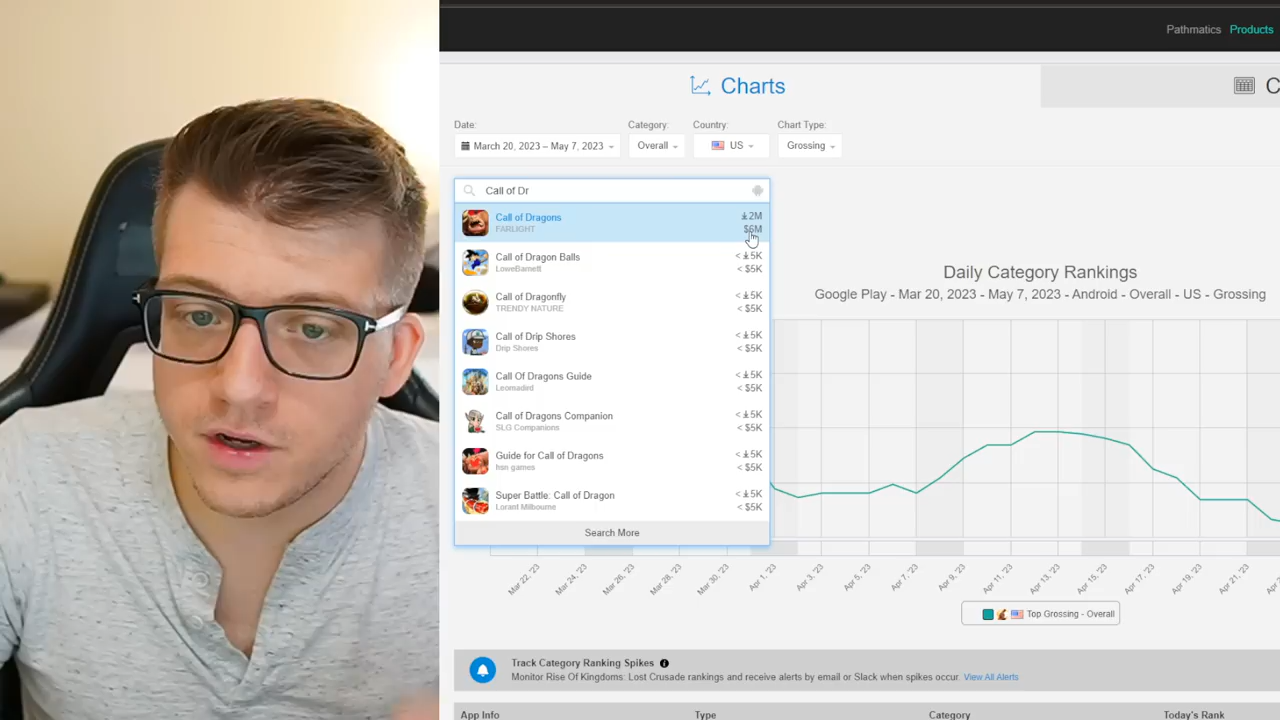 Pathmatics Products
Charts
C
Date:
Category:
Country:
Chart Type:
March 20, 2023 – May 7, 2023
Overall
US
Grossing
Call of Dr
Call of Dragons
FARLIGHT
2M
$6M
Call of Dragon Balls
LoweBarnett
< 5K
< $5K
Call of Dragonfly
TRENDY NATURE
< 5K
< $5K
Call of Drip Shores
Drip Shores
< 5K
< $5K
Call Of Dragons Guide
Leomaded
< 5K
< $5K
Call of Dragons Companion
SLG Companions
< 5K
< $5K
Guide for Call of Dragons
hsn games
< 5K
< $5K
Super Battle: Call of Dragon
Lorant Milbourne
< 5K
< $5K
Search More
Daily Category Rankings
Google Play - Mar 20, 2023 - May 7, 2023 - Android - Overall - US - Grossing
Mar 22, '23
Mar 24, '23
Mar 26, '23
Mar 28, '23
Mar 30, '23
Apr 1, '23
Apr 3, '23
Apr 5, '23
Apr 7, '23
Apr 9, '23
Apr 11, '23
Apr 13, '23
Apr 15, '23
Apr 17, '23
Apr 19, '23
Apr 21, '23
Top Grossing - Overall
Track Category Ranking Spikes
Monitor Rise Of Kingdoms: Lost Crusade rankings and receive alerts by email or Slack when spikes occur. View All Alerts
App Info
Type
Category
Today's Rank